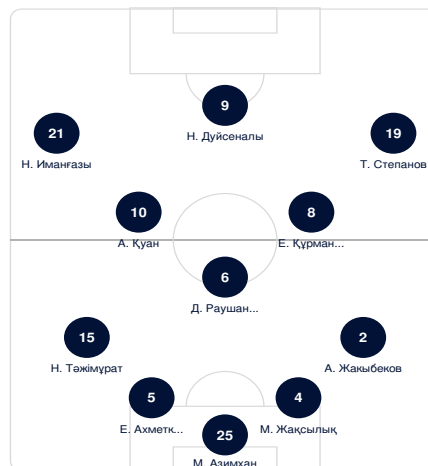 9
Н. Дуйсеналы
21
Н. Иманғазы
19
Т. Степанов
10
А. Қуан
8
Е. Құрман...
6
Д. Раушан...
15
Н. Тәжімұрат
2
А. Жакыбеков
5
Е. Ахметк...
4
М. Жақсылық
25
М. Азимхан